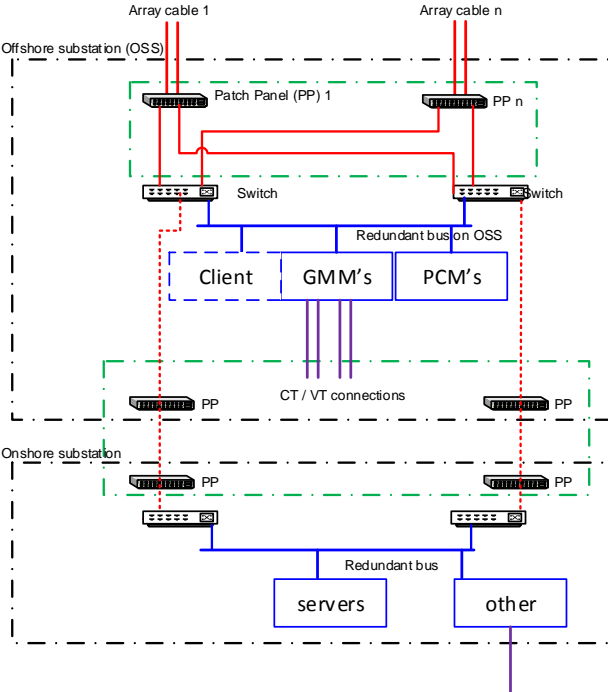 Array cable 1
Array cable n
Offshore substation (OSS)
Patch Panel (PP) 1
PP n
Switch
Switch
Redundant bus on OSS
Client
GMM's
PCM's
CT / VT connections
PP
PP
Onshore substation
PP
PP
Redundant bus
servers
other